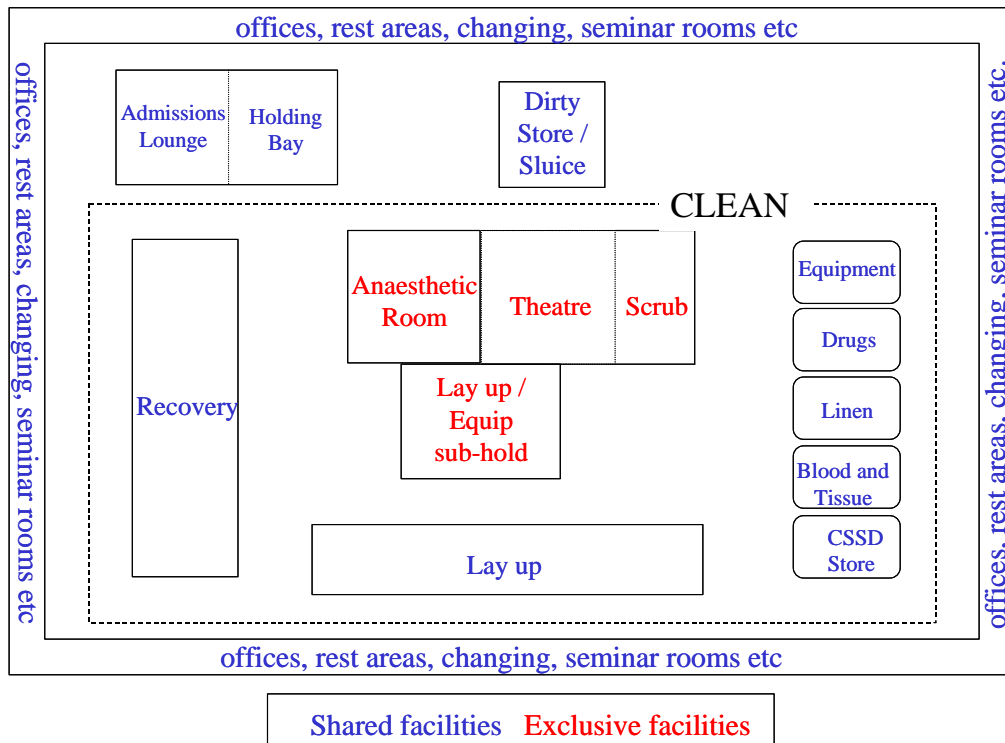 offices, rest areas, changing, seminar rooms etc
offices, rest areas, changing, seminar rooms etc
offices, rest areas, changing, seminar rooms etc.
Admissions
Lounge
Holding
Bay
Dirty
Store /
Sluice
CLEAN
Recovery
Anaesthetic
Room
Theatre
Scrub
Lay up /
Equip
sub-hold
Lay up
Equipment
Drugs
Linen
Blood and
Tissue
CSSD
Store
offices, rest areas, changing, seminar rooms etc
Shared facilities Exclusive facilities